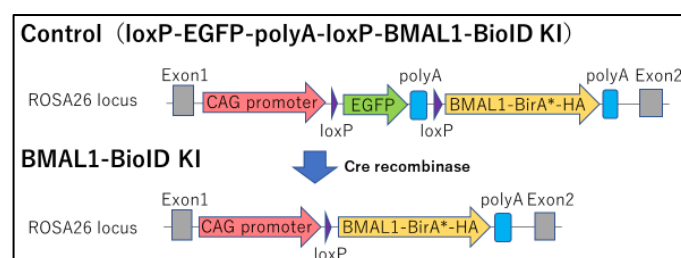 Control（loxP-EGFP-polyA-loxP-BMAL1-BioID KI）
Exon1 polyA polyA Exon2
ROSA26 locus CAG promoter EGFP BMAL1-BirA*-HA
loxP loxP
BMAL1-BioID KI Cre recombinase
Exon1 polyA Exon2
ROSA26 locus CAG promoter BMAL1-BirA*-HA
loxP